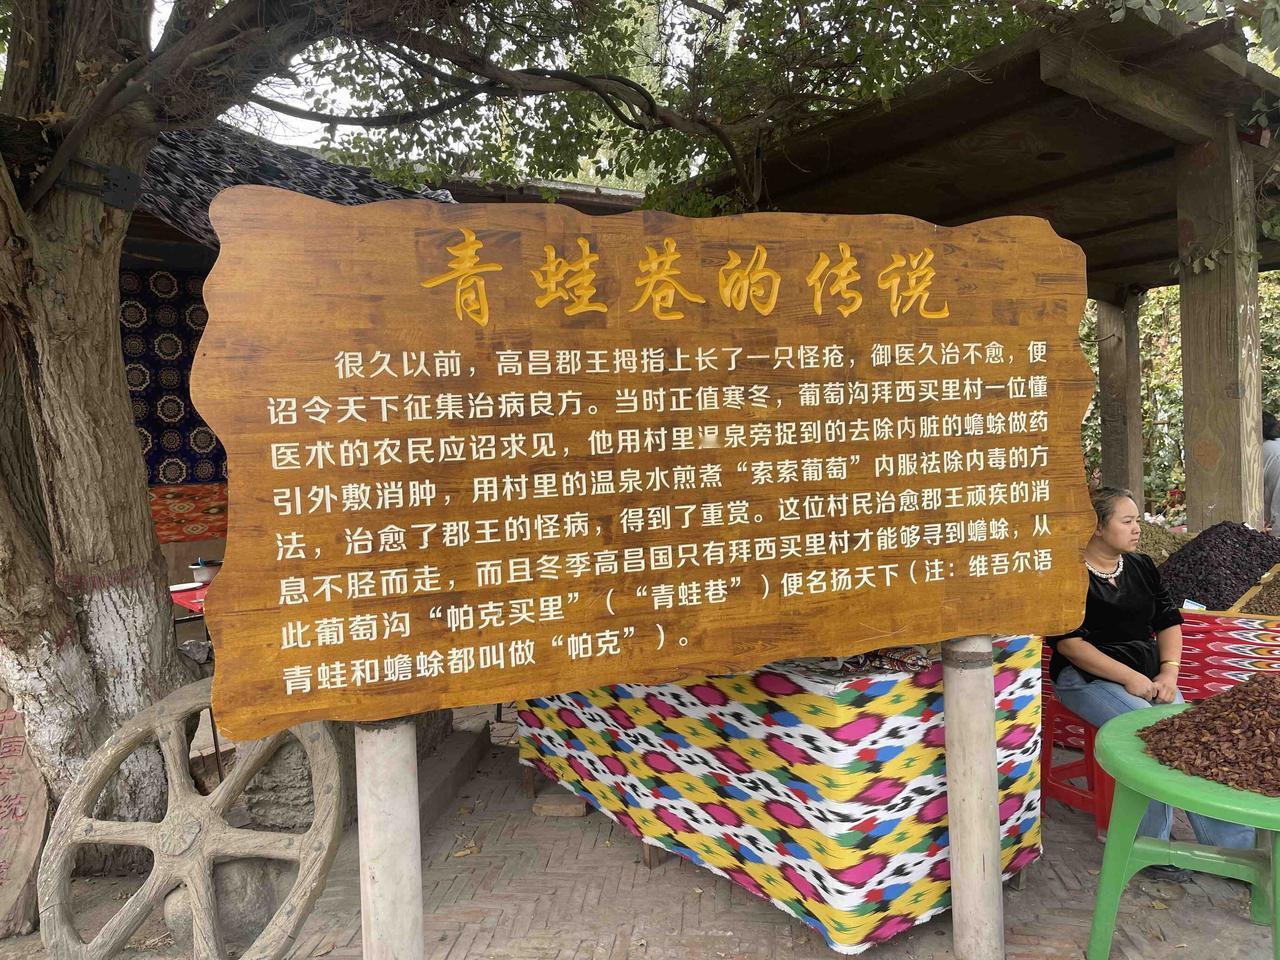 青蛙巷的传说
很久以前，高昌郡王拇指上长了一只怪疮，御医久治不愈，便
诏令天下征集治病良方。当时正值寒冬，葡萄沟拜西买里村一位懂
医术的农民应诏求见，他用村里温泉旁捉到的去除内脏的蟾蜍做药
引外敷消肿，用村里的温泉水煎煮“索索葡萄”内服祛除内毒的方
法，治愈了郡王的怪病，得到了重赏。这位村民治愈郡王顽疾的消
息不胫而走，而且冬季高昌国只有拜西买里村才能够寻到蟾蜍，从
此葡萄沟“帕克买里”（“青蛙巷”）便名扬天下（注：维吾尔语
青蛙和蟾蜍都叫做“帕克”）。